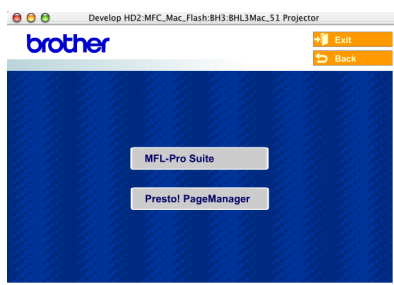 Develop HD2:MFC_Mac_Flash:BH3:BHL3Mac_51 Projector
brother
Exit
Back
MFL-Pro Suite
Presto! PageManager